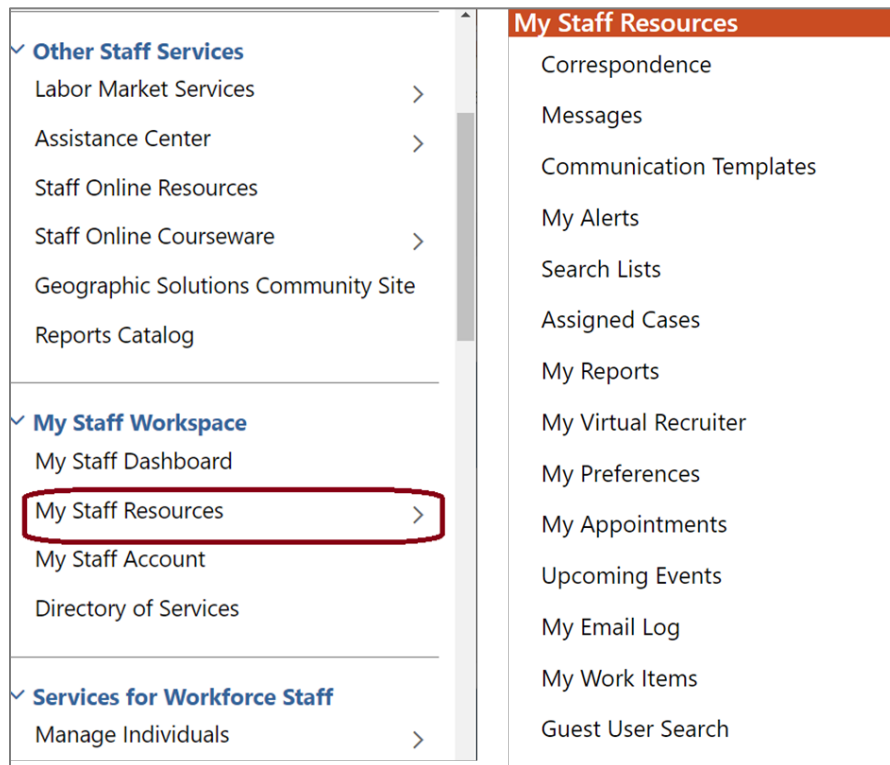 Other Staff Services
Labor Market Services
Assistance Center
Staff Online Resources
Staff Online Courseware
Geographic Solutions Community Site
Reports Catalog
My Staff Workspace
My Staff Dashboard
My Staff Resources
My Staff Account
Directory of Services
Services for Workforce Staff
Manage Individuals
My Staff Resources
Correspondence
Messages
Communication Templates
My Alerts
Search Lists
Assigned Cases
My Reports
My Virtual Recruiter
My Preferences
My Appointments
Upcoming Events
My Email Log
My Work Items
Guest User Search